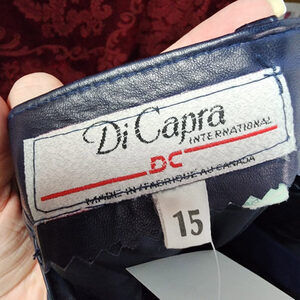 Di Capra
INTERNATIONAL
DC
MADE IN/FABRIQUE AU CANADA
15